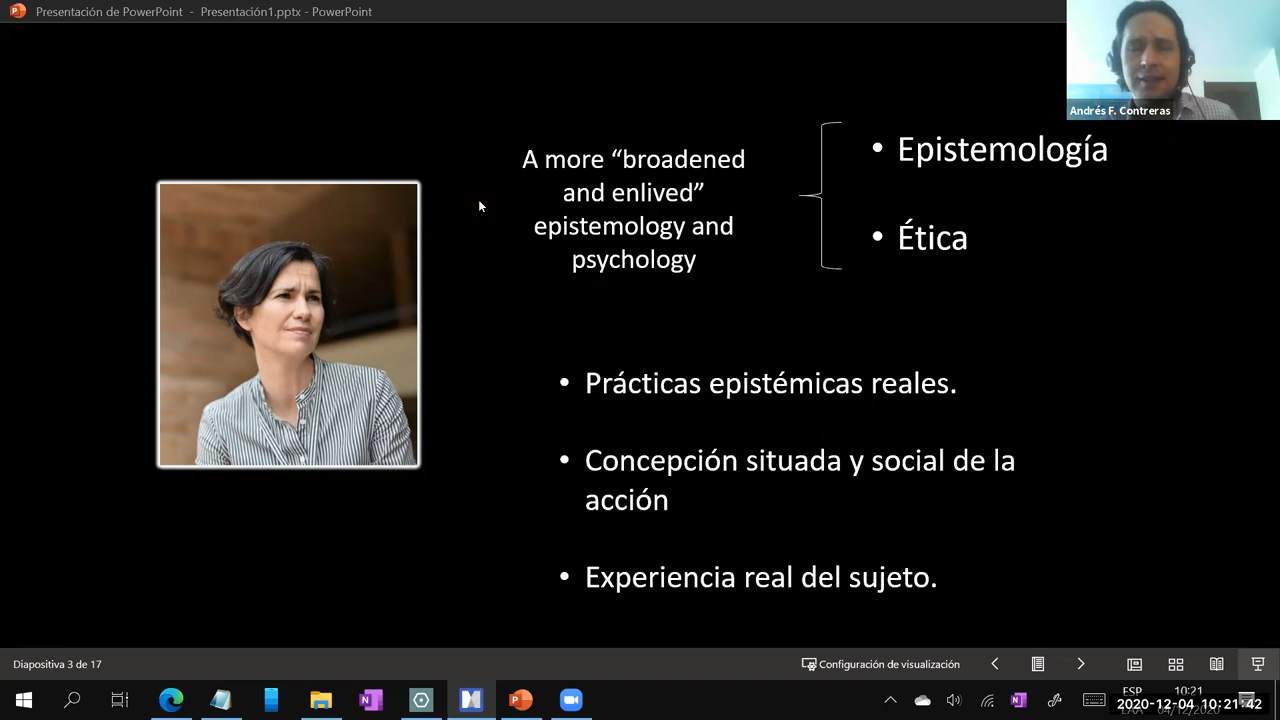 Presentación de PowerPoint - Presentación1.pptx - PowerPoint
Andrés F. Contreras
A more “broadened
and enlived”
epistemology and
psychology
• Epistemología
• Ética
• Prácticas epistémicas reales.
• Concepción situada y social de la
acción
• Experiencia real del sujeto.
Diapositiva 3 de 17
Configuración de visualización
ESP
10:21
2020-12-04 10:21:42